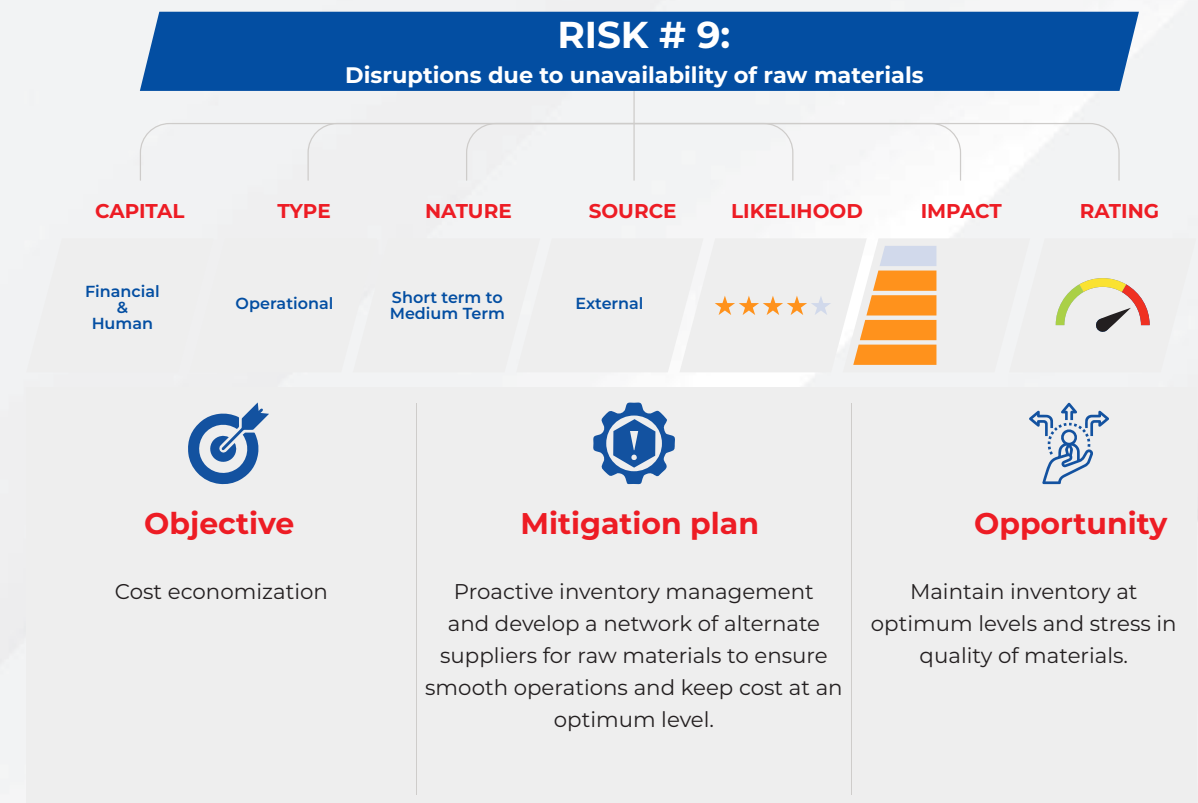 RISK # 9:
Disruptions due to unavailability of raw materials
CAPITAL
TYPE
NATURE
SOURCE
LIKELIHOOD
IMPACT
RATING
Financial
&
Human
Operational
Short term to
Medium Term
External
Objective
Cost economization
Mitigation plan
Proactive inventory management
and develop a network of alternate
suppliers for raw materials to ensure
smooth operations and keep cost at an
optimum level.
Opportunity
Maintain inventory at
optimum levels and stress in
quality of materials.